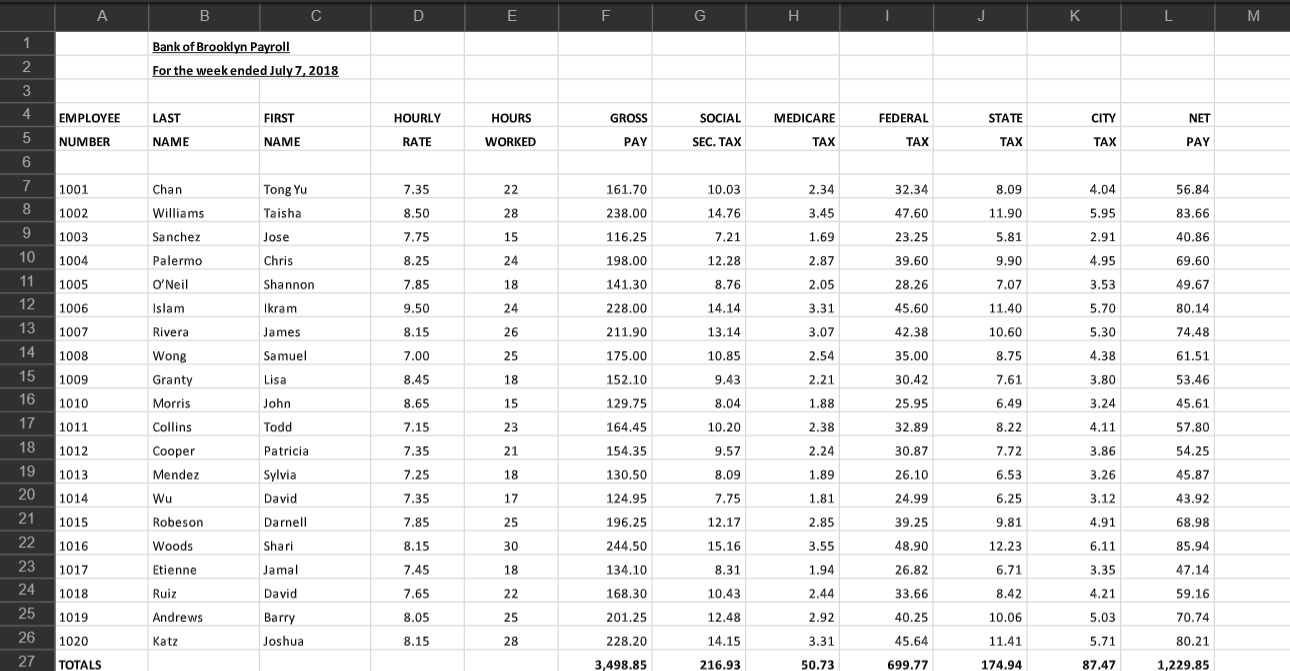 A B C D E F G H I J K L M
1 Bank of Brooklyn Payroll
2 For the week ended July 7, 2018
3
4 EMPLOYEE LAST FIRST HOURLY HOURS GROSS SOCIAL MEDICARE FEDERAL STATE CITY NET
5 NUMBER NAME NAME RATE WORKED PAY SEC. TAX TAX TAX TAX TAX PAY
6
7 1001 Chan Tong Yu 7.35 22 161.70 10.03 2.34 32.34 8.09 4.04 56.84
8 1002 Williams Taisha 8.50 28 238.00 14.76 3.45 47.60 11.90 5.95 83.66
9 1003 Sanchez Jose 7.75 15 116.25 7.21 1.69 23.25 5.81 2.91 40.86
10 1004 Palermo Chris 8.25 24 198.00 12.28 2.87 39.60 9.90 4.95 69.60
11 1005 O'Neil Shannon 7.85 18 141.30 8.76 2.05 28.26 7.07 3.53 49.67
12 1006 Islam Ikram 9.50 24 228.00 14.14 3.31 45.60 11.40 5.70 80.14
13 1007 Rivera James 8.15 26 211.90 13.14 3.07 42.38 10.60 5.30 74.48
14 1008 Wong Samuel 7.00 25 175.00 10.85 2.54 35.00 8.75 4.38 61.51
15 1009 Granty Lisa 8.45 18 152.10 9.43 2.21 30.42 7.61 3.80 53.46
16 1010 Morris John 8.65 15 129.75 8.04 1.88 25.95 6.49 3.24 45.61
17 1011 Collins Todd 7.15 23 164.45 10.20 2.38 32.89 8.22 4.11 57.80
18 1012 Cooper Patricia 7.35 21 154.35 9.57 2.24 30.87 7.72 3.86 54.25
19 1013 Mendez Sylvia 7.25 18 130.50 8.09 1.89 26.10 6.53 3.26 45.87
20 1014 Wu David 7.35 17 124.95 7.75 1.81 24.99 6.25 3.12 43.92
21 1015 Robeson Darnell 7.85 25 196.25 12.17 2.85 39.25 9.81 4.91 68.98
22 1016 Woods Shari 8.15 30 244.50 15.16 3.55 48.90 12.23 6.11 85.94
23 1017 Etienne Jamal 7.45 18 134.10 8.31 1.94 26.82 6.71 3.35 47.14
24 1018 Ruiz David 7.65 22 168.30 10.43 2.44 33.66 8.42 4.21 59.16
25 1019 Andrews Barry 8.05 25 201.25 12.48 2.92 40.25 10.06 5.03 70.74
26 1020 Katz Joshua 8.15 28 228.20 14.15 3.31 45.64 11.41 5.71 80.21
27 TOTALS 3,498.85 216.93 50.73 699.77 174.94 87.47 1,229.85